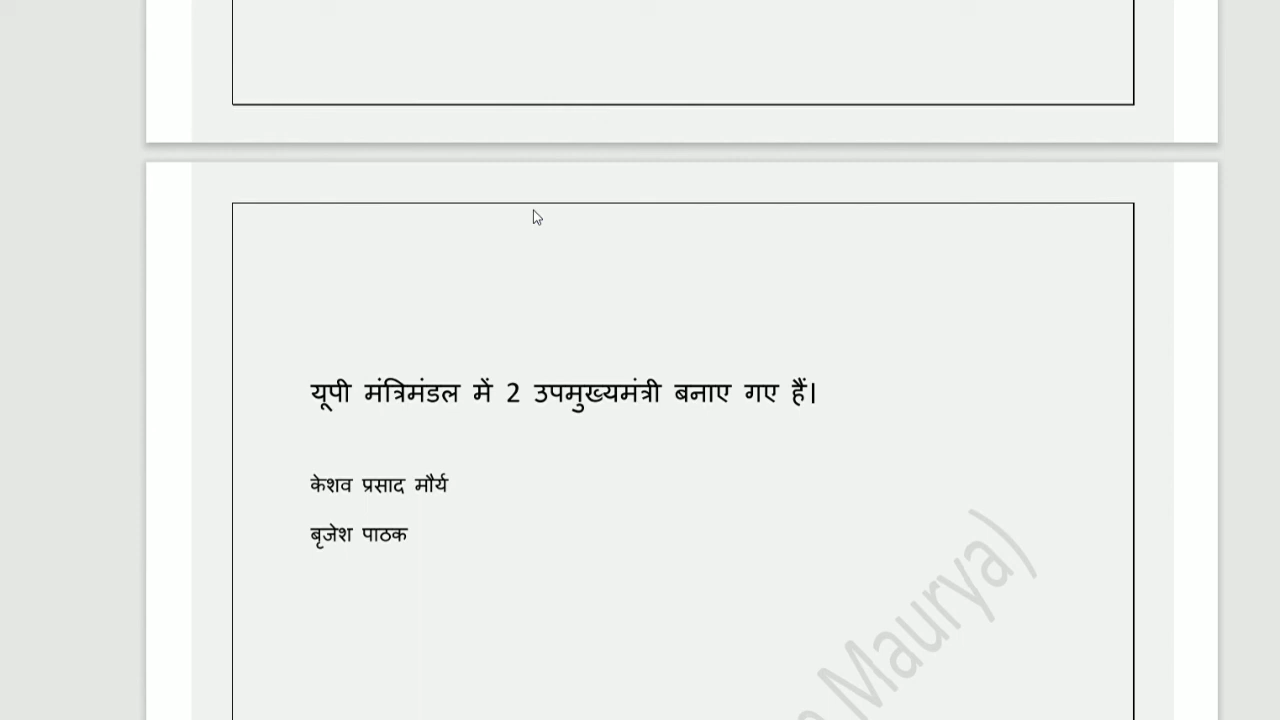 यूपी मंत्रिमंडल में 2 उपमुख्यमंत्री बनाए गए हैं।
केशव प्रसाद मौर्य
बृजेश पाठक
Maurya)